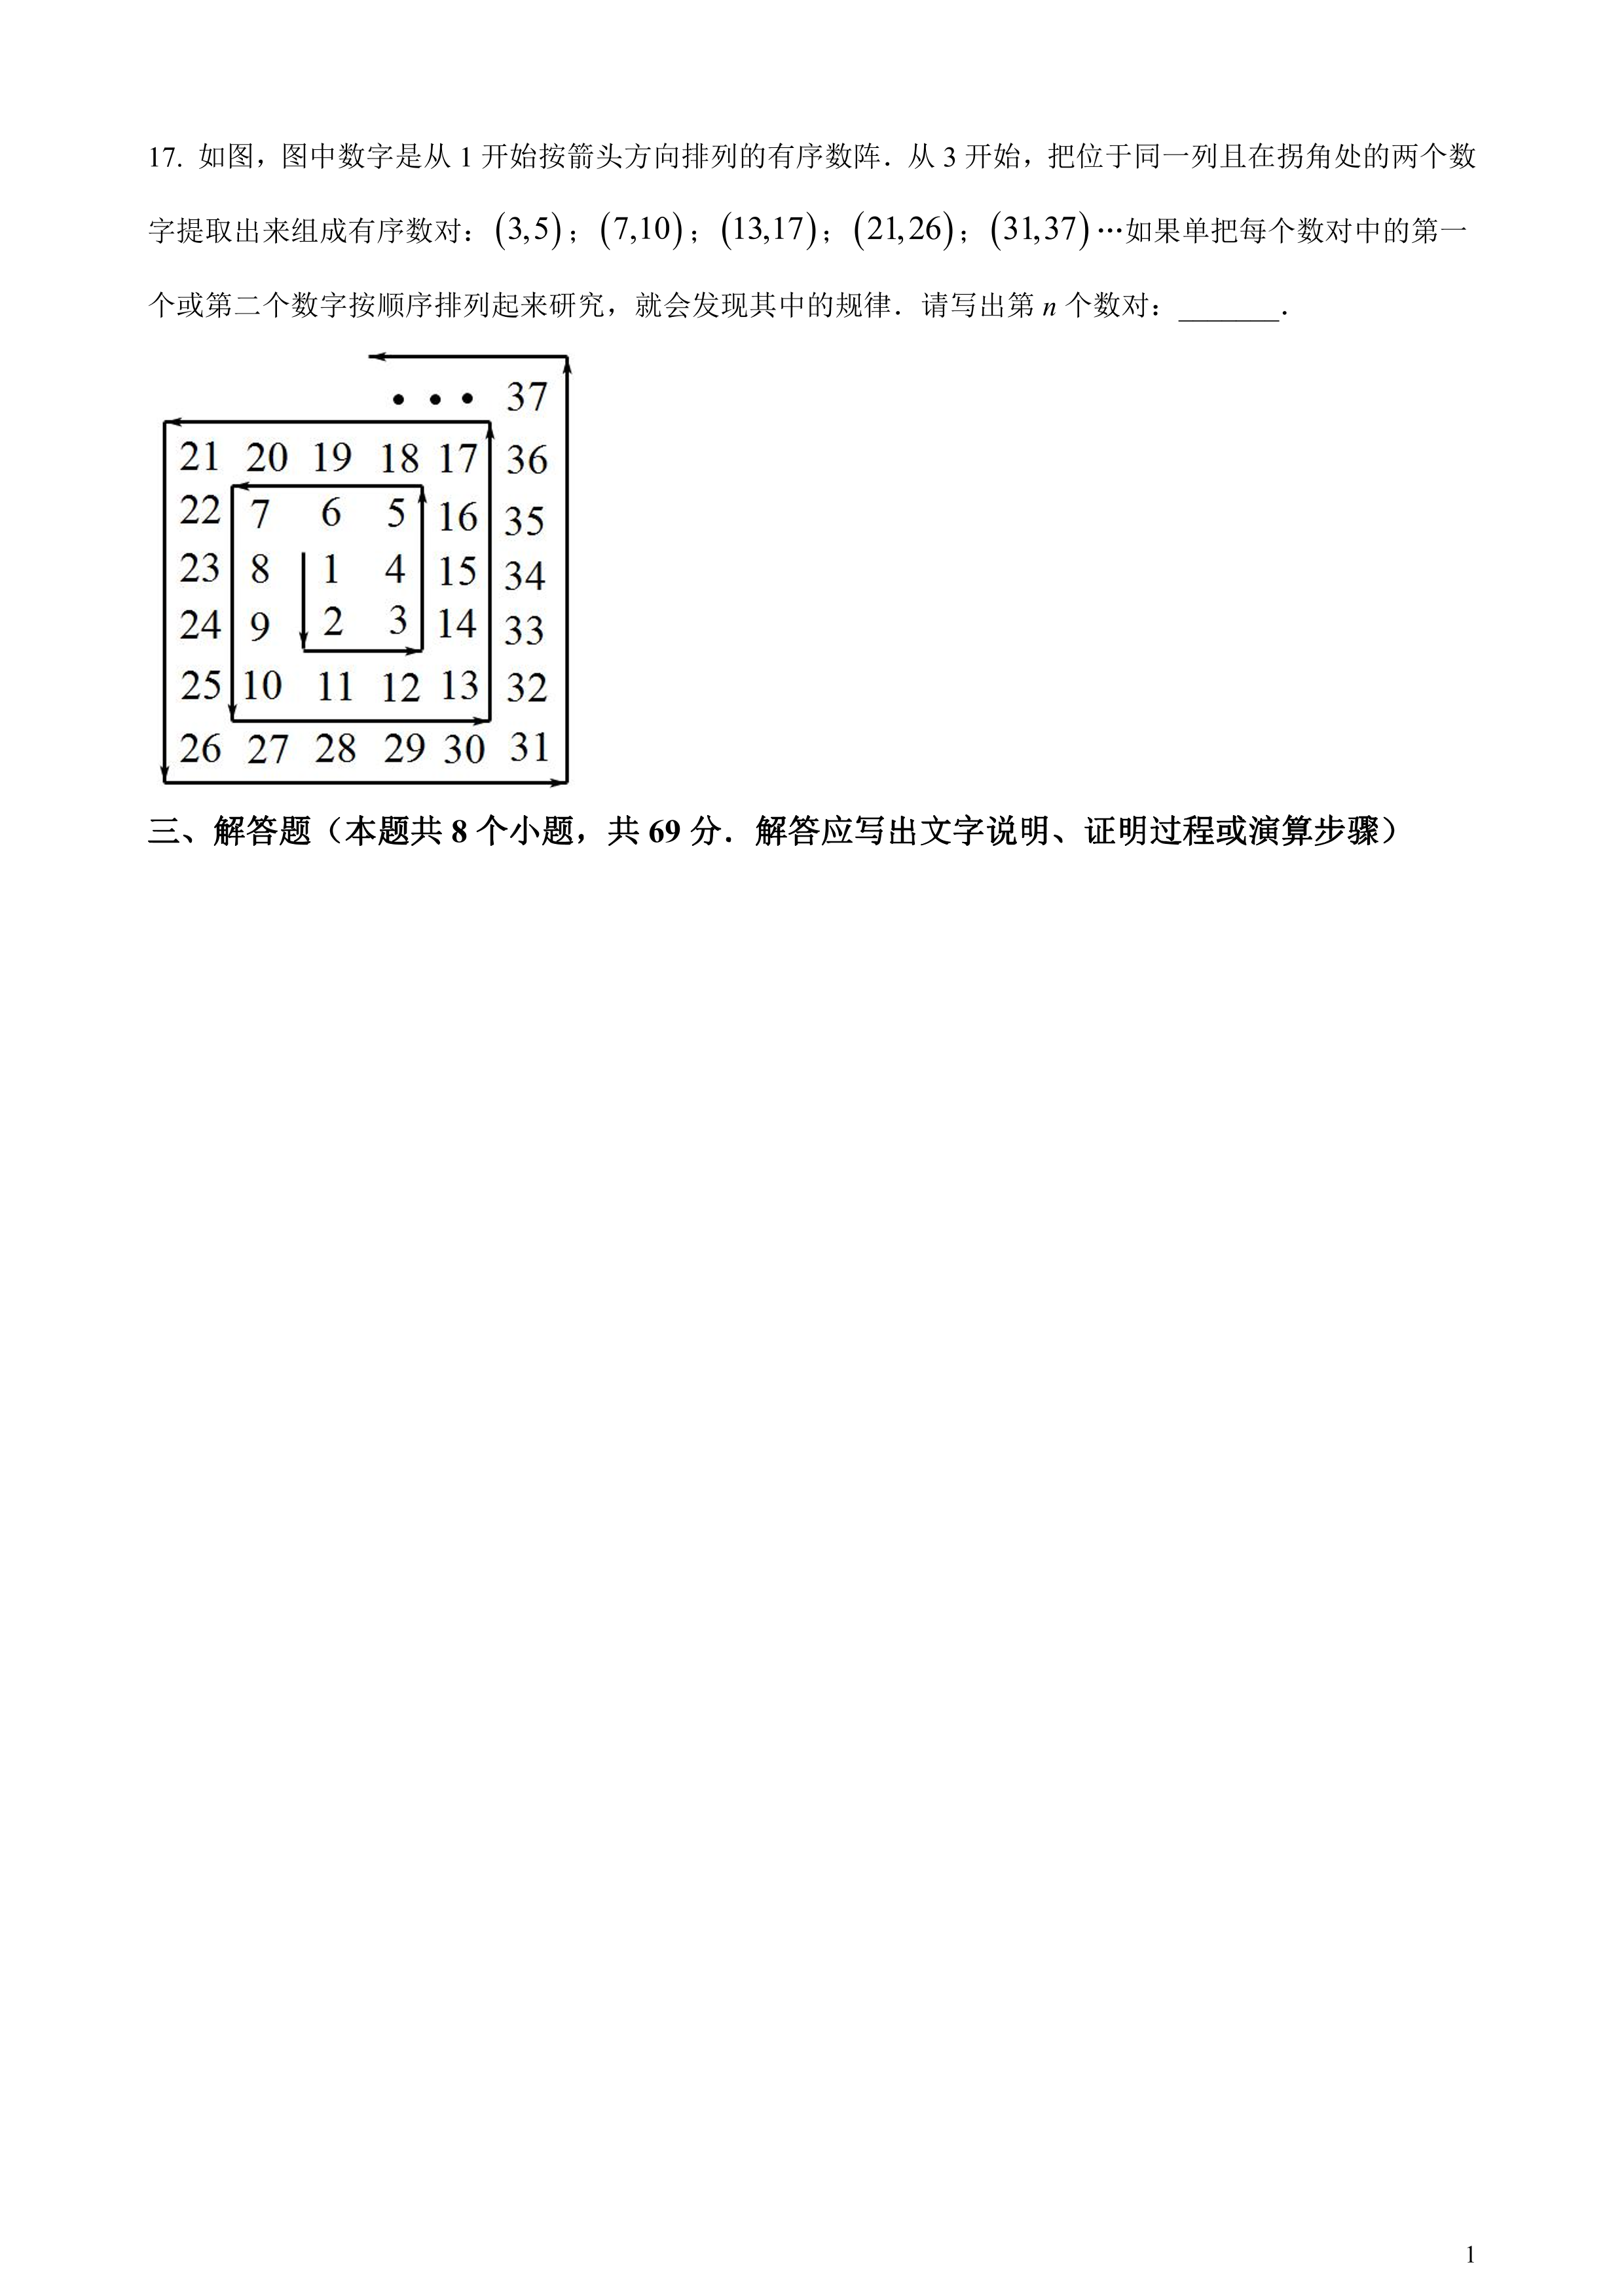 17. 如图，图中数字是从 1 开始按箭头方向排列的有序数阵．从 3 开始，把位于同一列且在拐角处的两个数
字提取出来组成有序数对：(3,5)；(7,10)；(13,17)；(21,26)；(31,37)…如果单把每个数对中的第一
个或第二个数字按顺序排列起来研究，就会发现其中的规律．请写出第 n 个数对：_______．
• • • 37
21 20 19 18 17 36
22 7 6 5 16 35
23 8 1 4 15 34
24 9 2 3 14 33
25 10 11 12 13 32
26 27 28 29 30 31
三、解答题（本题共 8 个小题，共 69 分．解答应写出文字说明、证明过程或演算步骤）
1